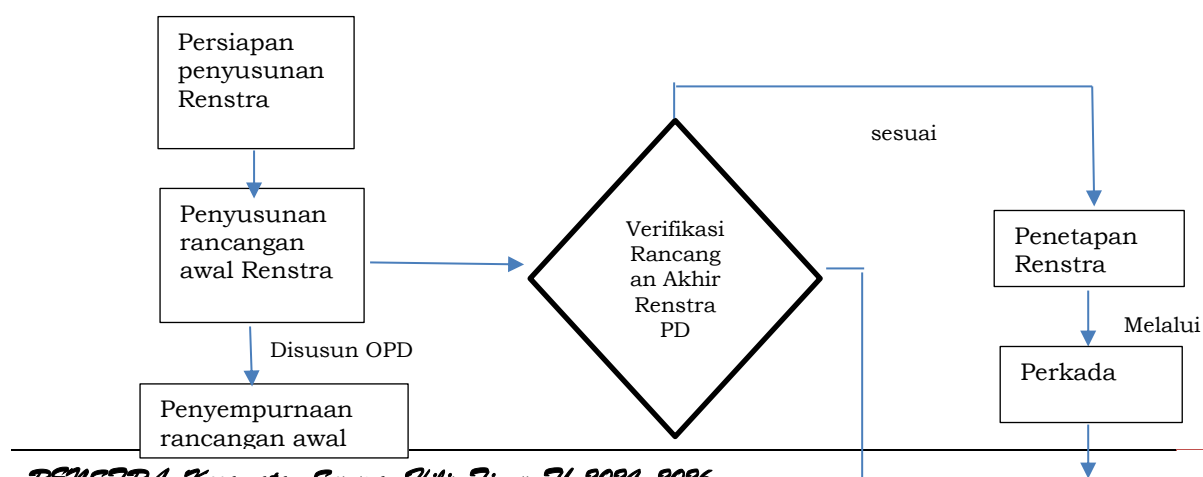 Persiapan
penyusunan
Renstra
Penyusunan
rancangan
awal Renstra
Disusun OPD
Penyempurnaan
rancangan awal
Verifikasi
Rancang
an Akhir
Renstra
PD
sesuai
Penetapan
Renstra
Melalui
Perkada